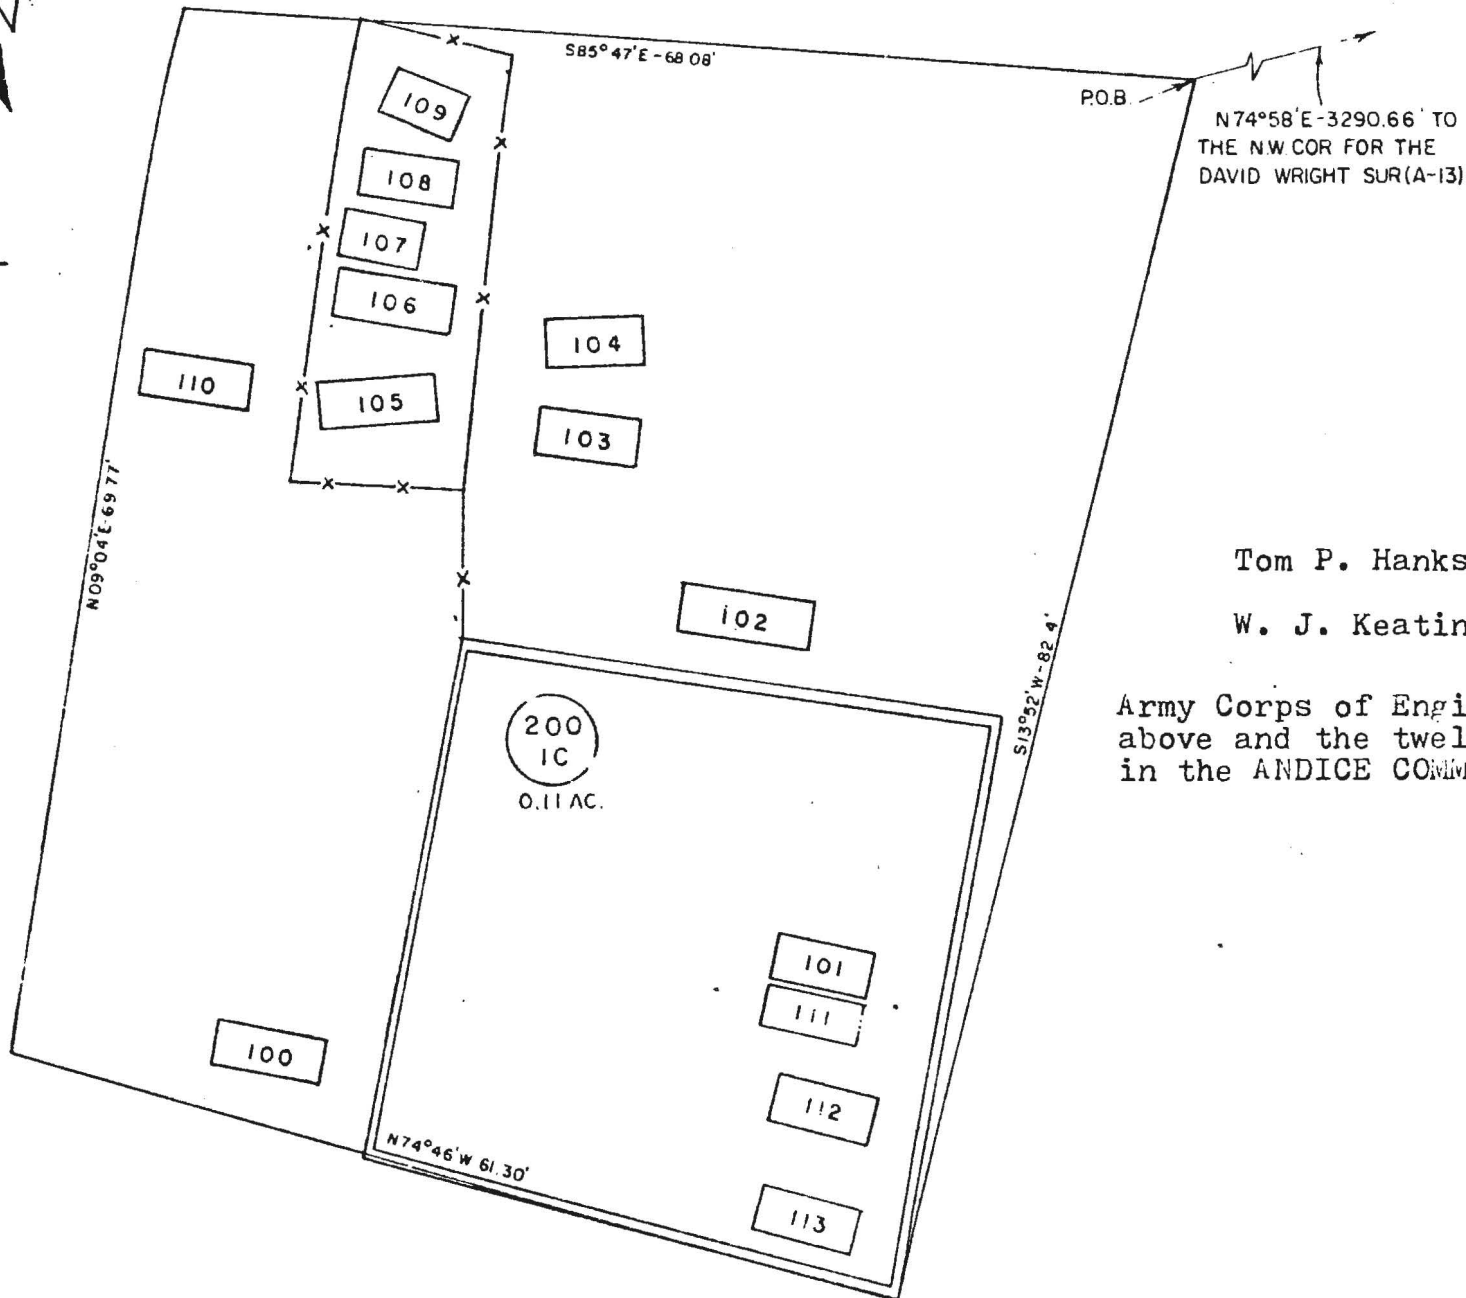 S85°47'E-68 08'
P.O.B.
N74°58'E-3290.66' TO
THE N.W. COR FOR THE
DAVID WRIGHT SUR(A-13)
109
108
107
106
104
110
105
103
N09°04'E-69 77'
Tom P. Hanks
W. J. Keatin
102
S13°52'W-82 4'
Army Corps of Engi
above and the twel
in the ANDICE COMM
200
1C
0.11 AC.
101
111
100
112
N74°46'W 61.30'
113